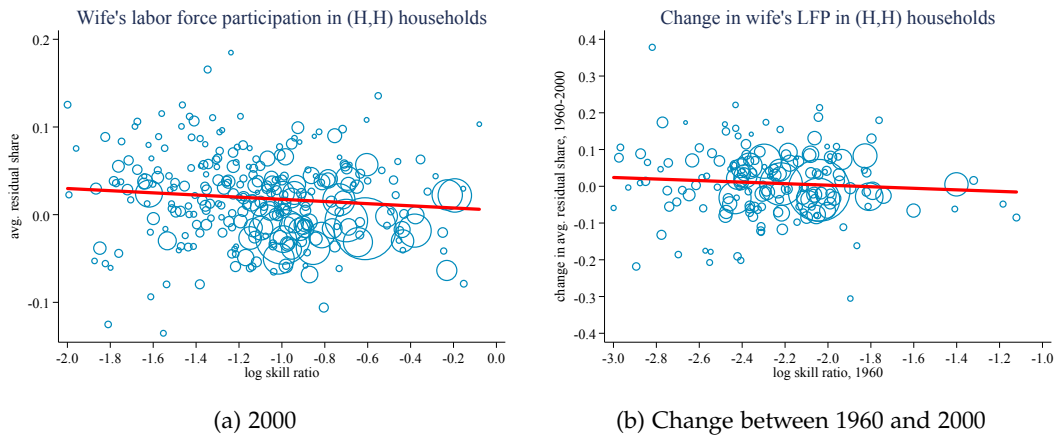 Wife's labor force participation in (H,H) households
avg. residual share
0.2
0.1
0.0
-0.1
-2.0 -1.8 -1.6 -1.4 -1.2 -1.0 -0.8 -0.6 -0.4 -0.2 0.0
log skill ratio
(a) 2000
Change in wife's LFP in (H,H) households
change in avg. residual share, 1960-2000
0.4
0.3
0.2
0.1
0.0
-0.1
-0.2
-0.3
-0.4
-3.0 -2.8 -2.6 -2.4 -2.2 -2.0 -1.8 -1.6 -1.4 -1.2 -1.0
log skill ratio, 1960
(b) Change between 1960 and 2000